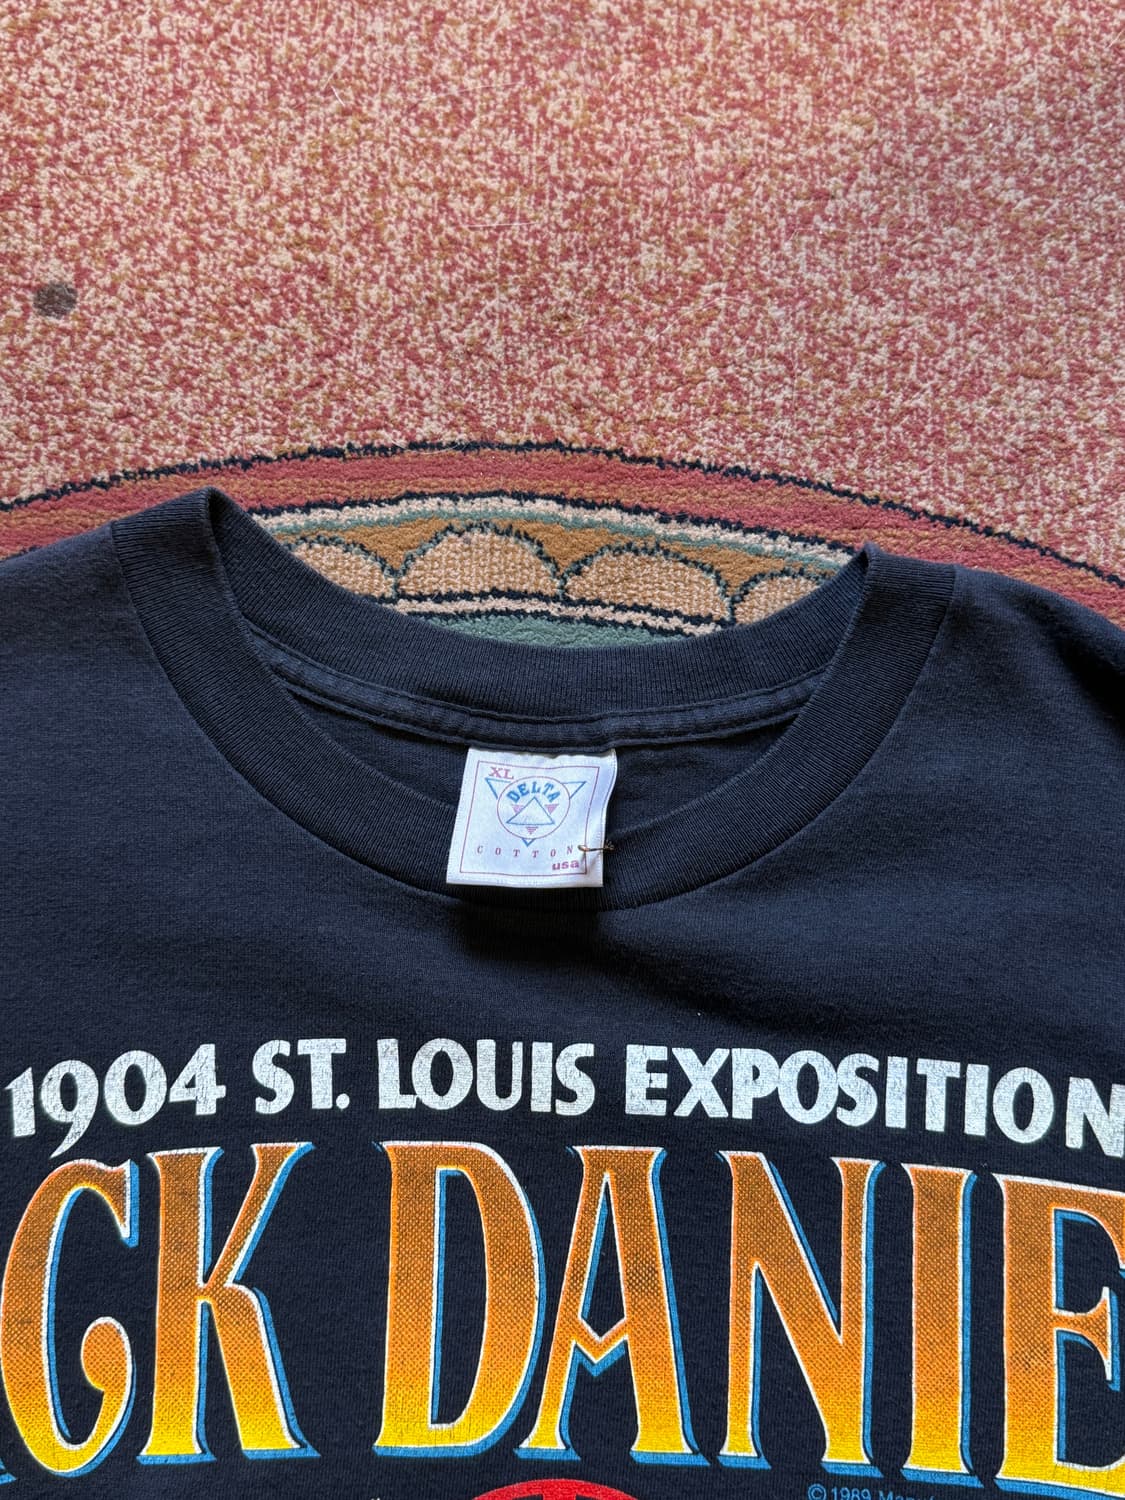 XL
DELTA
COTTON
usa
1904 ST. LOUIS EXPOSITION
CK DANIE
© 1989